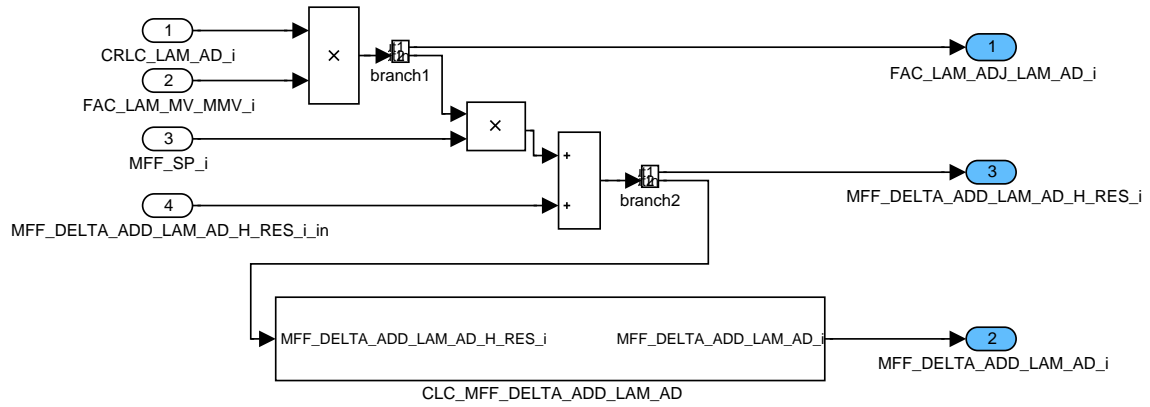 1
CRLC_LAM_AD_i
2
FAC_LAM_MV_MMV_i
3
MFF_SP_i
4
MFF_DELTA_ADD_LAM_AD_H_RES_i_in
×
branch1
×
+
+
branch2
1
FAC_LAM_ADJ_LAM_AD_i
3
MFF_DELTA_ADD_LAM_AD_H_RES_i
MFF_DELTA_ADD_LAM_AD_H_RES_i MFF_DELTA_ADD_LAM_AD_i
CLC_MFF_DELTA_ADD_LAM_AD
2
MFF_DELTA_ADD_LAM_AD_i